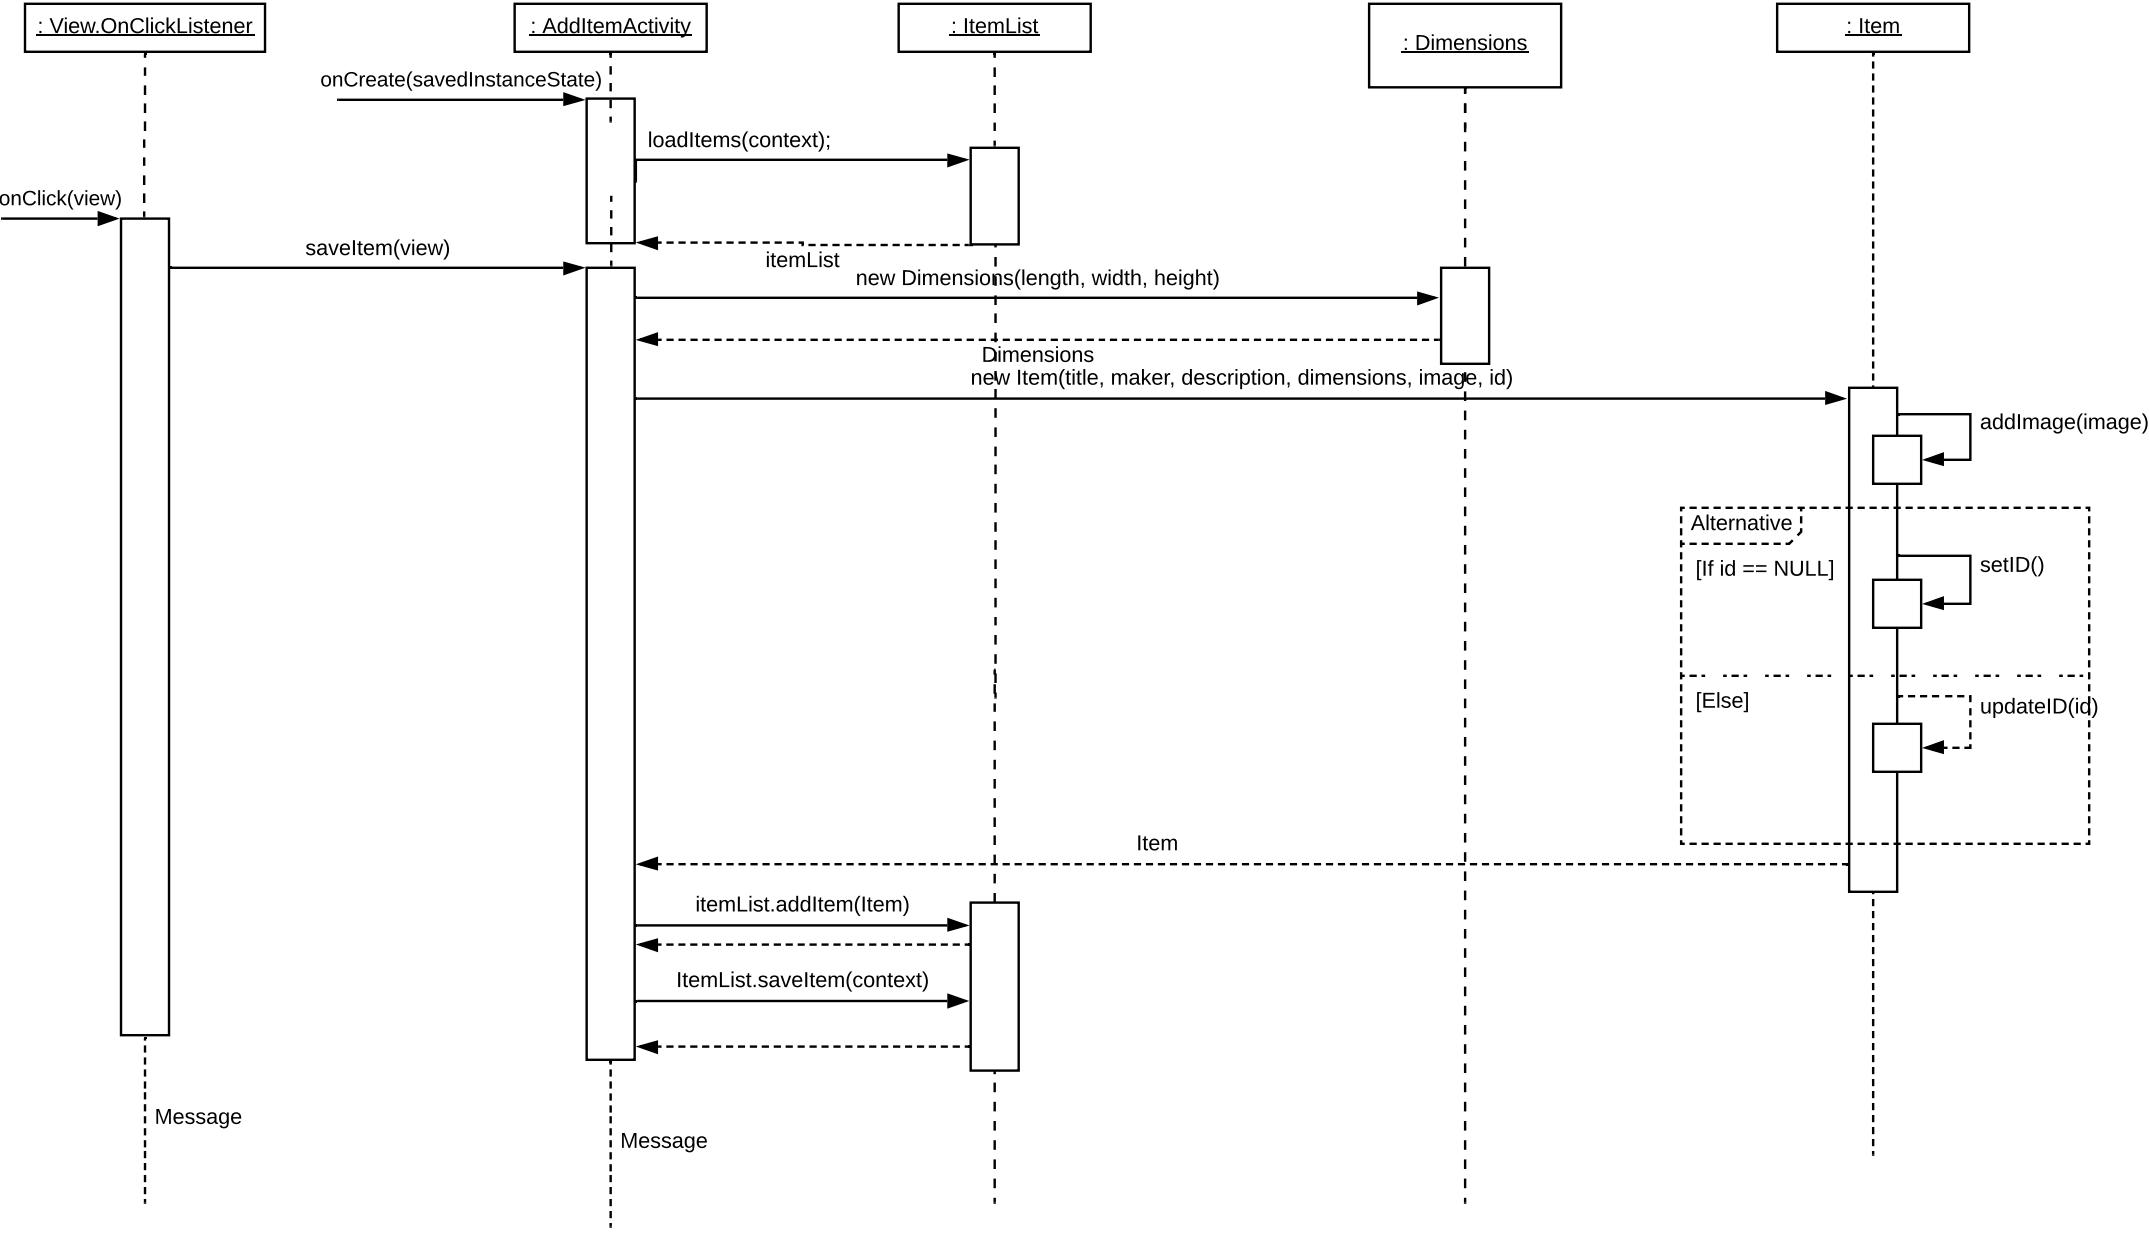 : View.OnClickListener
: AddItemActivity
: ItemList
: Dimensions
: Item
onCreate(savedInstanceState)
loadItems(context);
onClick(view)
saveItem(view)
itemList
new Dimensions(length, width, height)
Dimensions
new Item(title, maker, description, dimensions, image, id)
addImage(image)
Alternative
[If id == NULL]
setID()
[Else]
updateID(id)
Item
itemList.addItem(Item)
ItemList.saveItem(context)
Message
Message